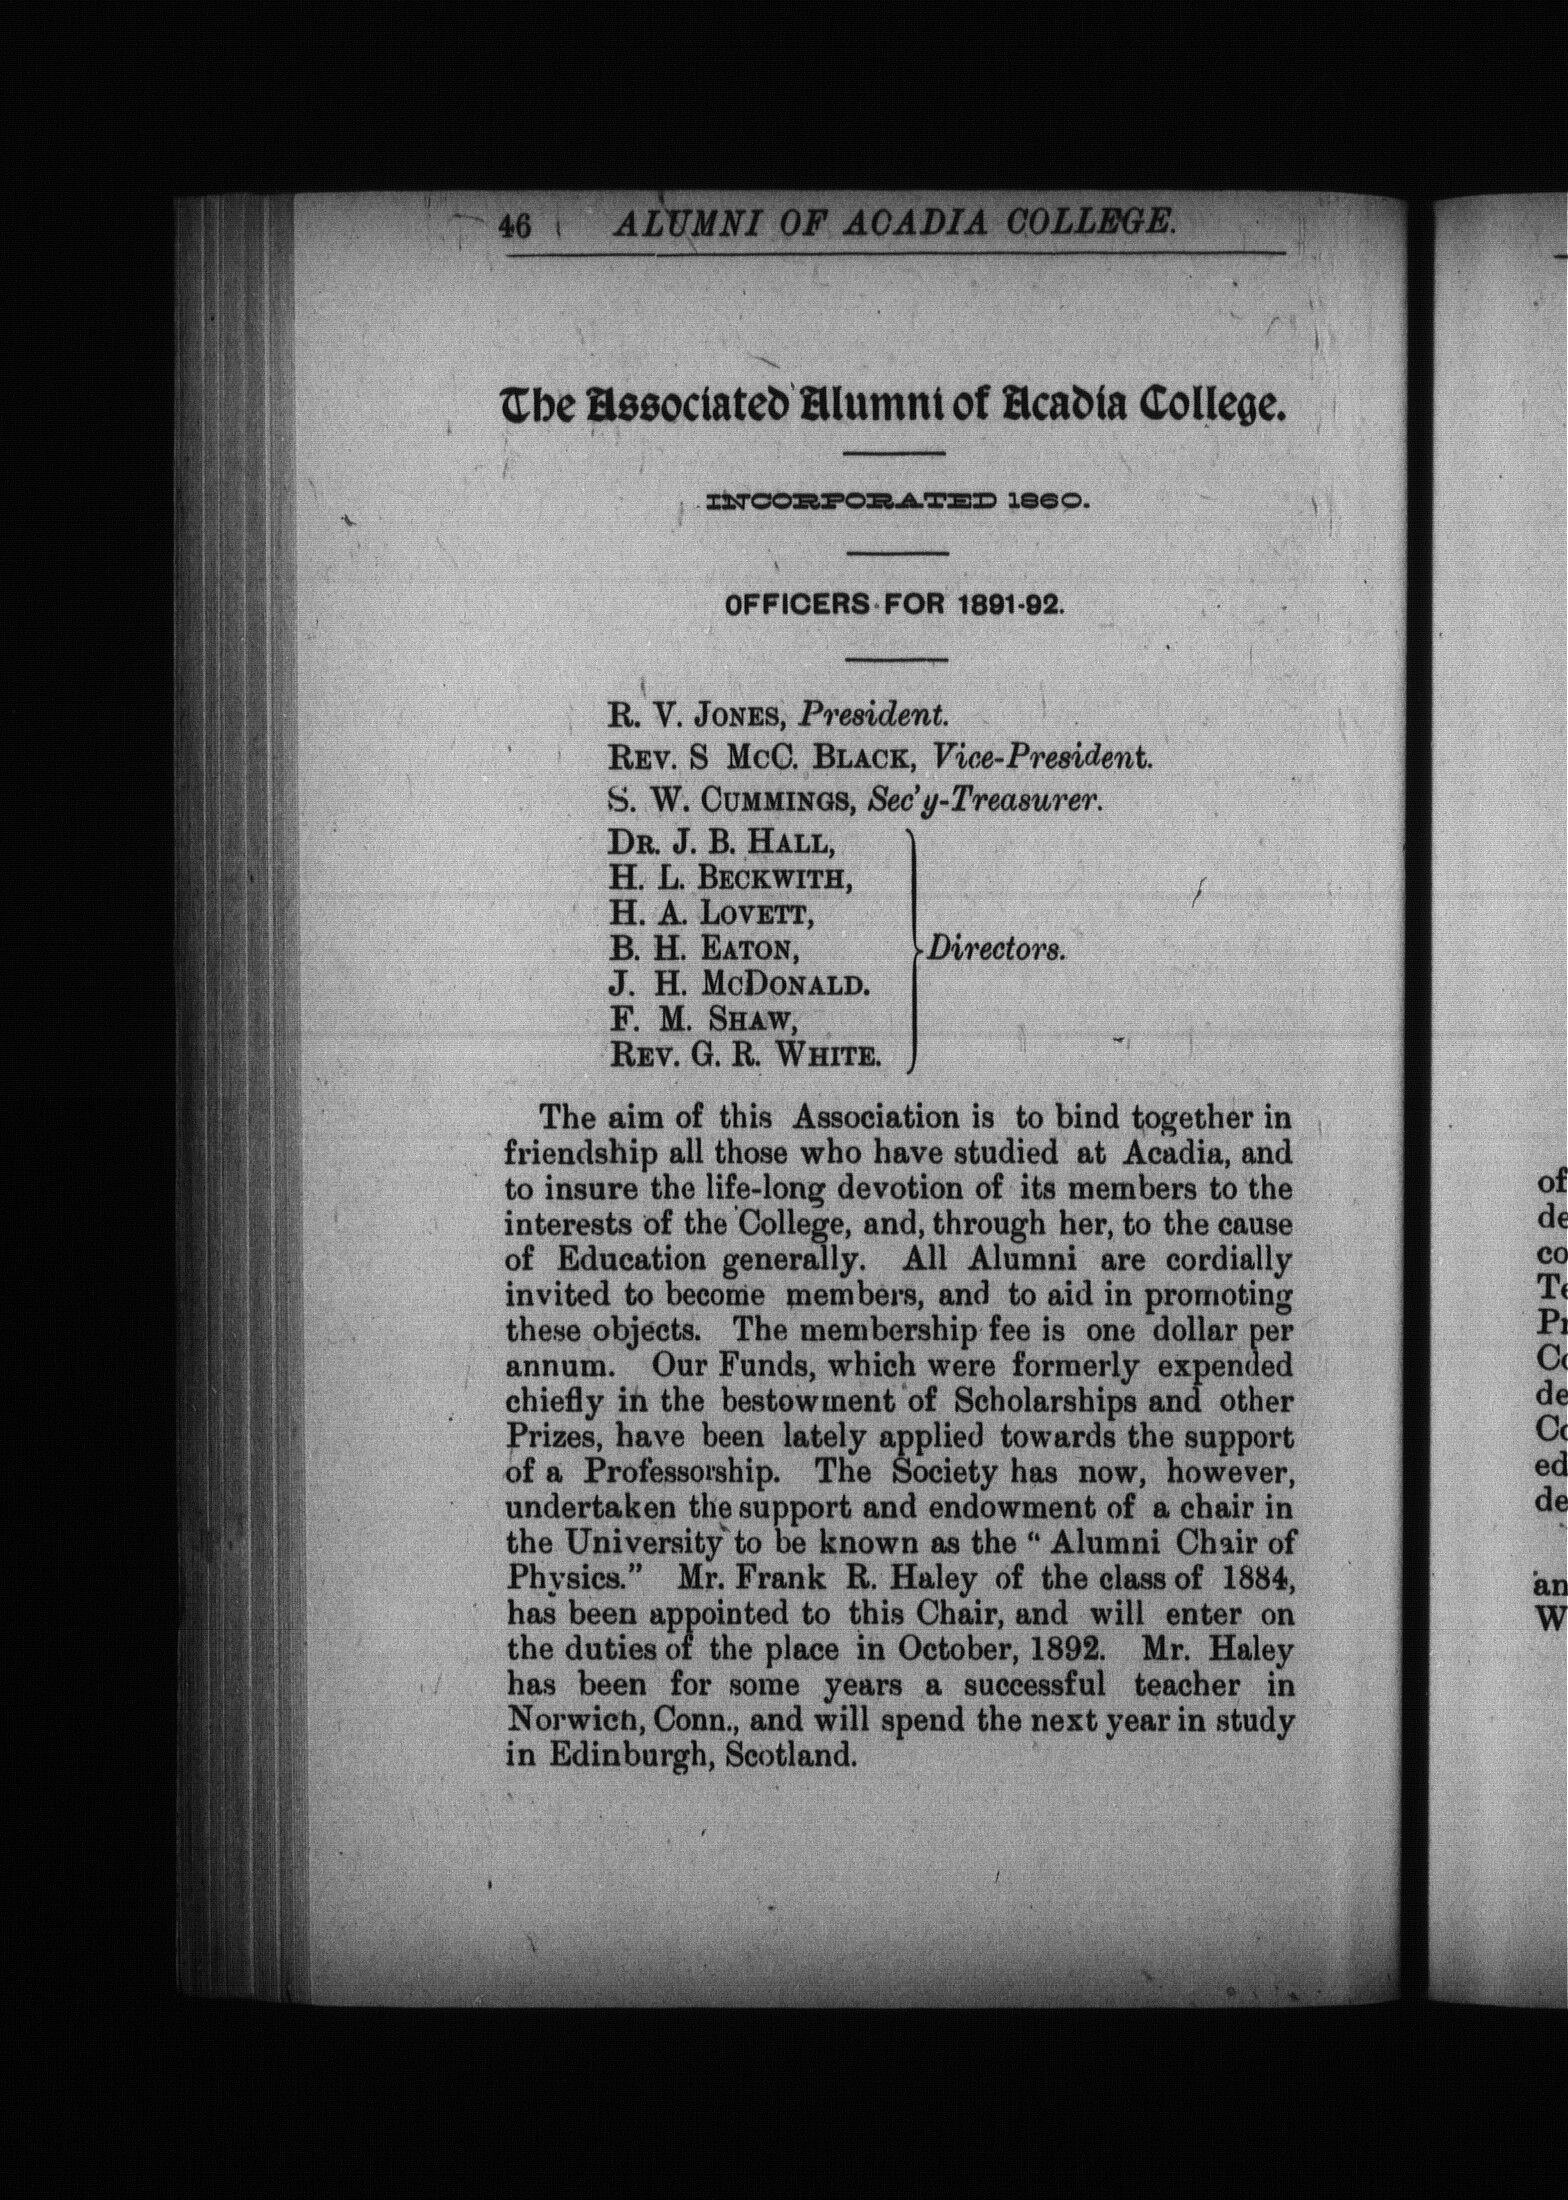 46 ALUMNI OF ACADIA COLLEGE.
The Associated Alumni of Acadia College.
INCORPORATED 1860.
OFFICERS FOR 1891-92.
R. V. JONES, President.
REV. S McC. BLACK, Vice-President.
S. W. CUMMINGS, Sec'y-Treasurer.
DR. J. B. HALL,
H. L. BECKWITH,
H. A. LOVETT,
B. H. EATON,
J. H. McDONALD.
F. M. SHAW,
REV. G. R. WHITE.
Directors.
The aim of this Association is to bind together in
friendship all those who have studied at Acadia, and
to insure the life-long devotion of its members to the
interests of the College, and, through her, to the cause
of Education generally. All Alumni are cordially
invited to become members, and to aid in promoting
these objects. The membership fee is one dollar per
annum. Our Funds, which were formerly expended
chiefly in the bestowment of Scholarships and other
Prizes, have been lately applied towards the support
of a Professorship. The Society has now, however,
undertaken the support and endowment of a chair in
the University to be known as the " Alumni Chair of
Physics." Mr. Frank R. Haley of the class of 1884,
has been appointed to this Chair, and will enter on
the duties of the place in October, 1892. Mr. Haley
has been for some years a successful teacher in
Norwich, Conn., and will spend the next year in study
in Edinburgh, Scotland.